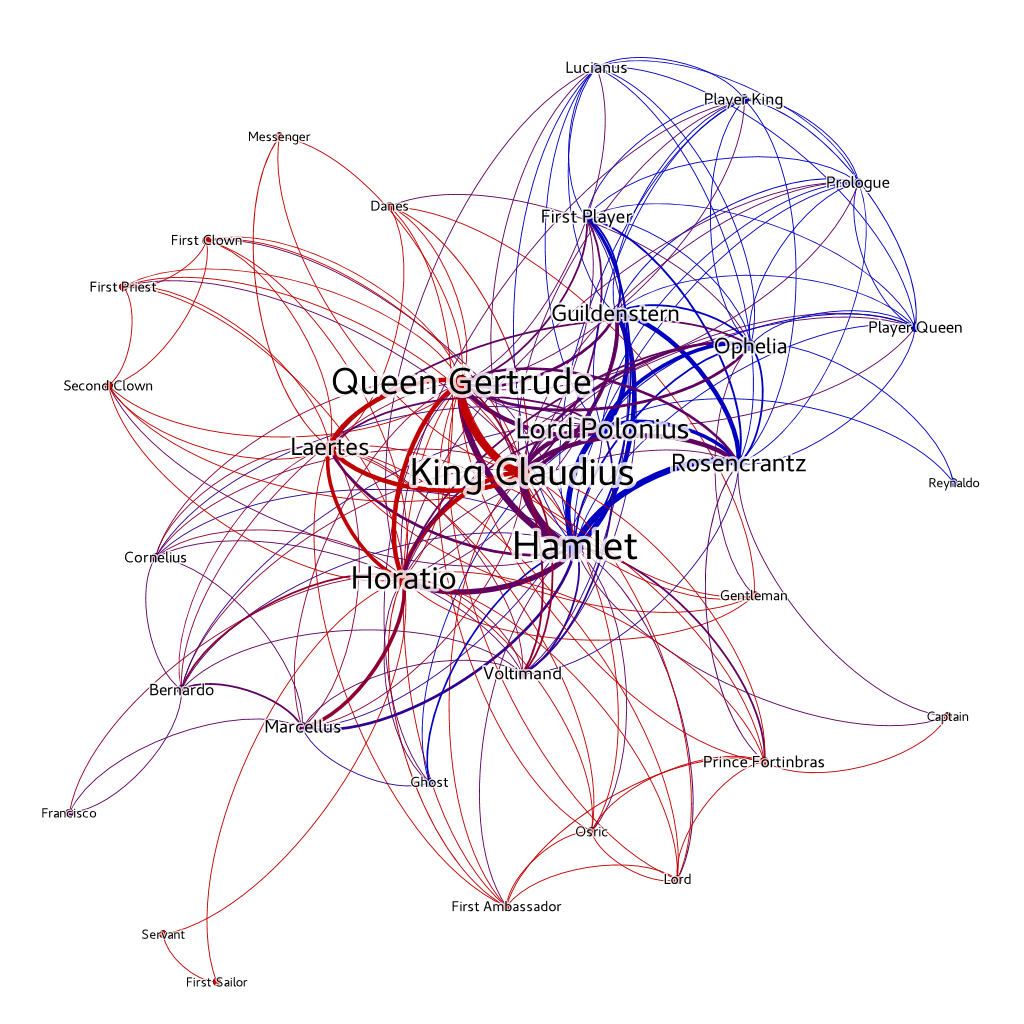 Lucianus
Player King
Messenger
Prologue
Danes
First Player
First Clown
First Priest
Guildenstern
Player Queen
Ophelia
Queen Gertrude
Second Clown
Lord Polonius
Laertes
Rosencrantz
King Claudius
Reynaldo
Hamlet
Cornelius
Horatio
Gentleman
Voltimand
Bernardo
Captain
Marcellus
Prince Fortinbras
Ghost
Francisco
Osric
Lord
First Ambassador
Servant
First Sailor